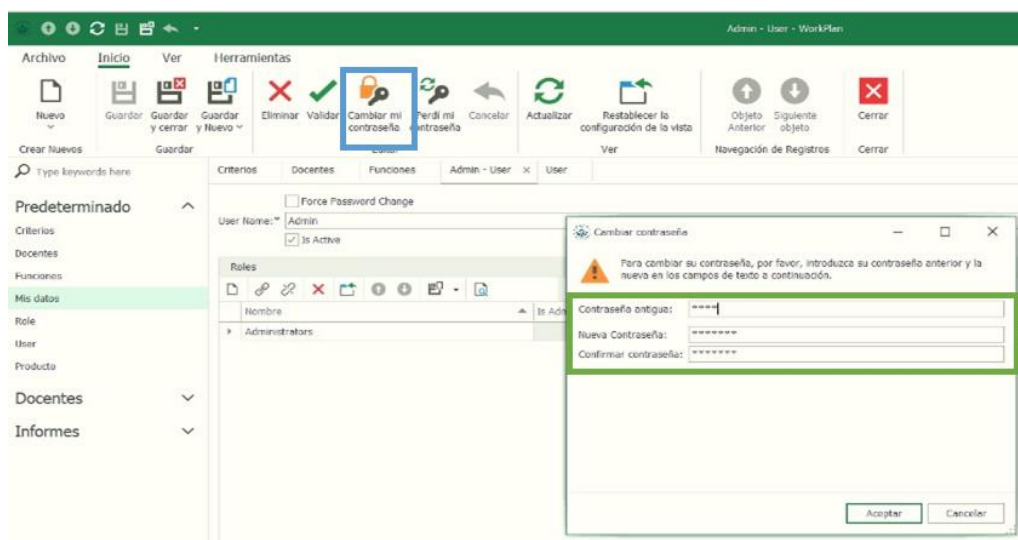 Admin - User - WorkPlan
Archivo Inicio Ver Herramientas
Nuevo Guardar Guardar y cerrar Guardar y Nuevo Eliminar Validar Cambiar mi contraseña Perdí mi contraseña Cancelar Actualizar Restablecer la configuración de la vista Objeto Anterior Siguiente objeto Cerrar
Crear Nuevos Guardar Editar Ver Navegación de Registros Cerrar
Type keywords here
Criterios Docentes Funciones Admin - User × User
Predeterminado
Criterios
Docentes
Funciones
Mis datos
Role
User
Producto
Docentes
Informes
Force Password Change
User Name:* Admin
Is Active
Roles
Nombre Is Adm
Administrators
Cambiar contraseña
Para cambiar su contraseña, por favor, introduzca su contraseña anterior y la
nueva en los campos de texto a continuación.
Contraseña antigua: ****
Nueva Contraseña: *******
Confirmar contraseña: *******
Aceptar Cancelar